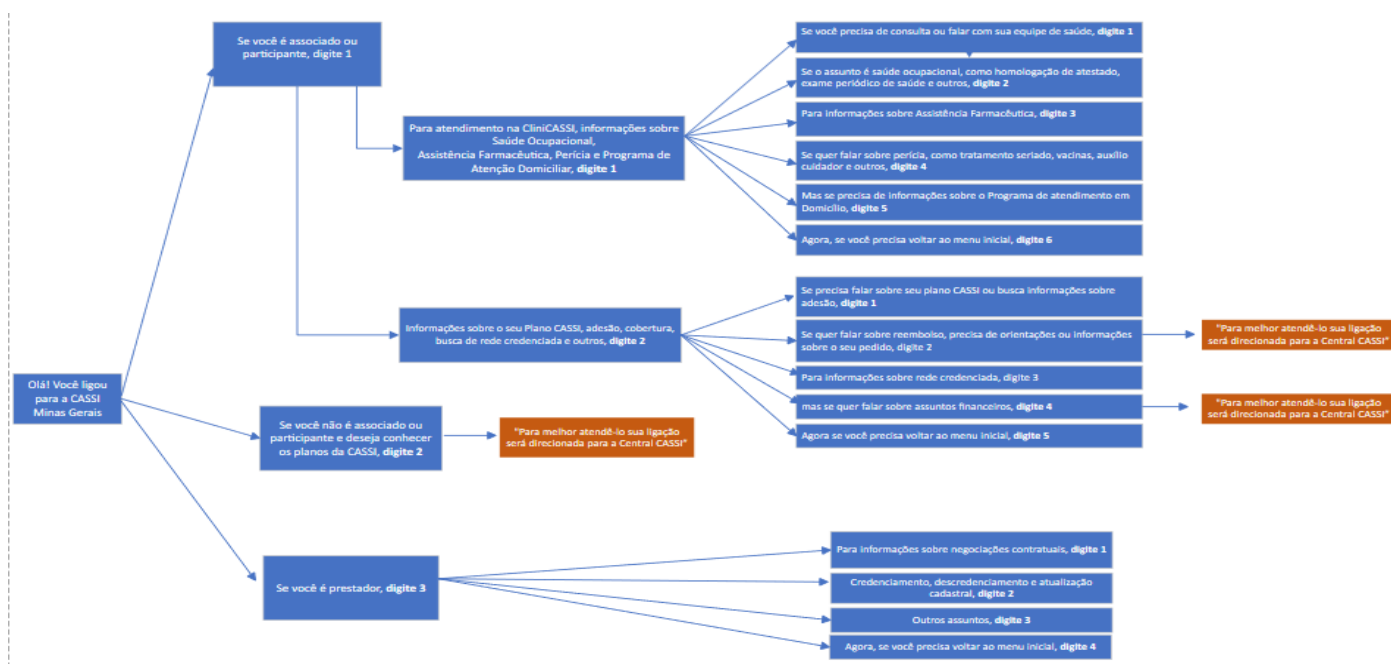 Olá! Você ligou
para a CASSI
Minas Gerais
Se você é associado ou
participante, digite 1
Para atendimento na CliniCASSI, informações sobre
Saúde Ocupacional,
Assistência Farmacêutica, Perícia e Programa de
Atenção Domiciliar, digite 1
Se você precisa de consulta ou falar com sua equipe de saúde, digite 1
Se o assunto é saúde ocupacional, como homologação de atestado,
exame periódico de saúde e outros, digite 2
Para informações sobre Assistência Farmacêutica, digite 3
Se quer falar sobre perícia, como tratamento seriado, vacinas, auxílio
cuidador e outros, digite 4
Mas se precisa de informações sobre o Programa de atendimento em
Domicílio, digite 5
Agora, se você precisa voltar ao menu inicial, digite 6
Informações sobre o seu Plano CASSI, adesão, cobertura,
busca de rede credenciada e outros, digite 2
Se precisa falar sobre seu plano CASSI ou busca informações sobre
adesão, digite 1
Se quer falar sobre reembolso, precisa de orientações ou informações
sobre o seu pedido, digite 2
"Para melhor atendê-lo sua ligação
será direcionada para a Central CASSI"
Para informações sobre rede credenciada, digite 3
mas se quer falar sobre assuntos financeiros, digite 4
"Para melhor atendê-lo sua ligação
será direcionada para a Central CASSI"
Agora se você precisa voltar ao menu inicial, digite 5
Se você não é associado ou
participante e deseja conhecer
os planos da CASSI, digite 2
"Para melhor atendê-lo sua ligação
será direcionada para a Central CASSI"
Se você é prestador, digite 3
Para informações sobre negociações contratuais, digite 1
Credenciamento, descredenciamento e atualização
cadastral, digite 2
Outros assuntos, digite 3
Agora, se você precisa voltar ao menu inicial, digite 4